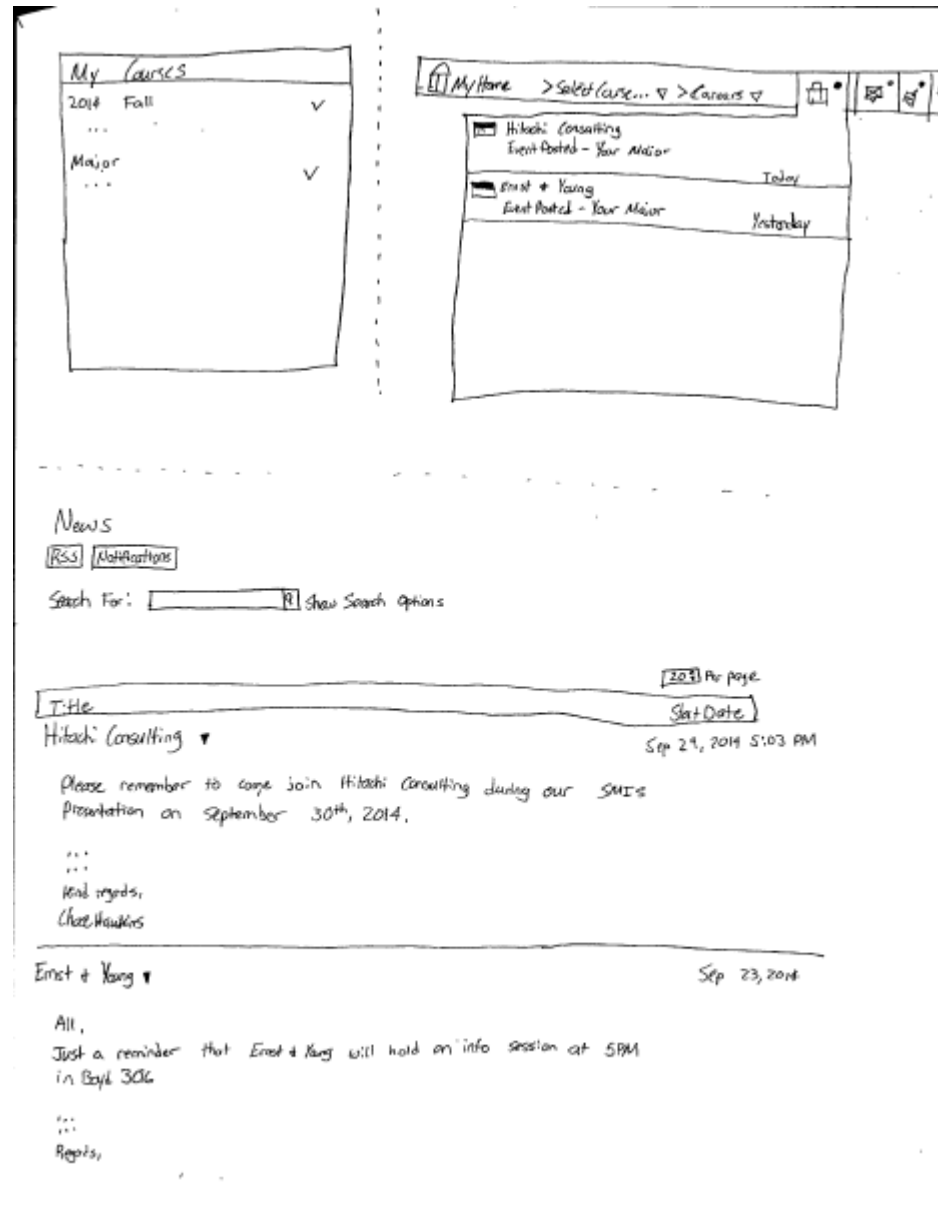 My Courses
2014 Fall
...
Major
...
My Home > Select Course... > Careers
Hitachi Consulting
Event Posted - Your Major
Today
Ernst + Young
Event Posted - Your Major
Yesterday
News
RSS Notifications
Search For: Show Search Options
20 Per page
Title Start Date
Hitachi Consulting Sep 29, 2014 5:03 PM
Please remember to come join Hitachi Consulting during our SMIS
Presentation on September 30th, 2014.
...
...
Kind regards,
Chase Hawkins
Ernst + Young Sep 23, 2014
All,
Just a reminder that Ernst + Young will hold an info session at 5PM
in Boyd 306
...
...
Regards,